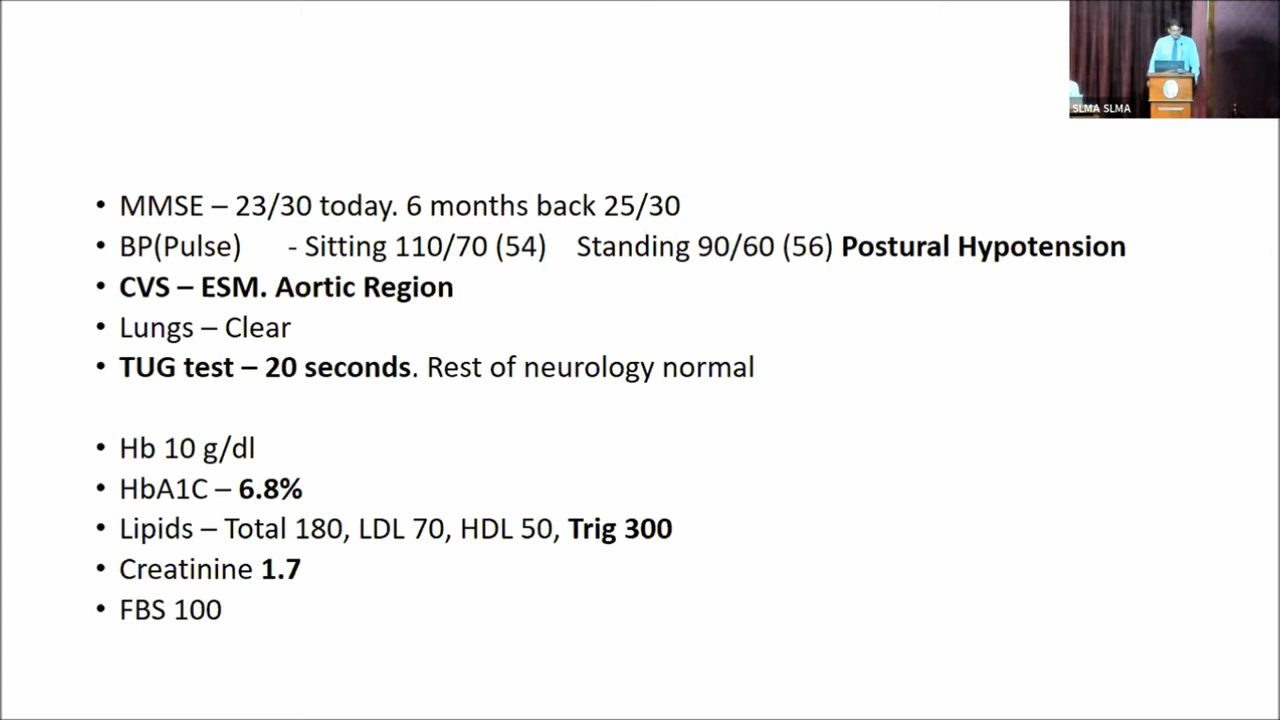 SLMA SLMA
• MMSE – 23/30 today. 6 months back 25/30
• BP(Pulse) - Sitting 110/70 (54) Standing 90/60 (56) Postural Hypotension
• CVS – ESM. Aortic Region
• Lungs – Clear
• TUG test – 20 seconds. Rest of neurology normal
• Hb 10 g/dl
• HbA1C – 6.8%
• Lipids – Total 180, LDL 70, HDL 50, Trig 300
• Creatinine 1.7
• FBS 100